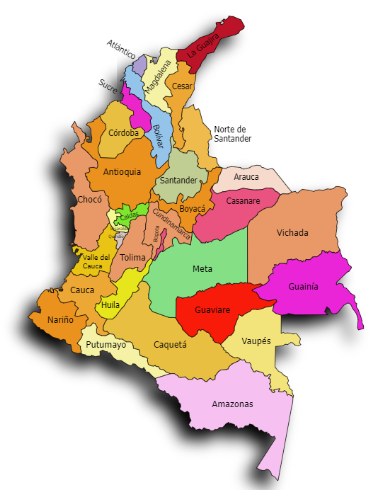 La Guajira
Atlántico
Magdalena
Cesar
Sucre
Norte de
Santander
Bolívar
Córdoba
Antioquia
Santander
Arauca
Chocó
Boyacá
Casanare
Caldas
Cundinamarca
Vichada
Valle del
Cauca
Tolima
Meta
Guainía
Cauca
Huila
Guaviare
Nariño
Vaupés
Putumayo
Caquetá
Amazonas